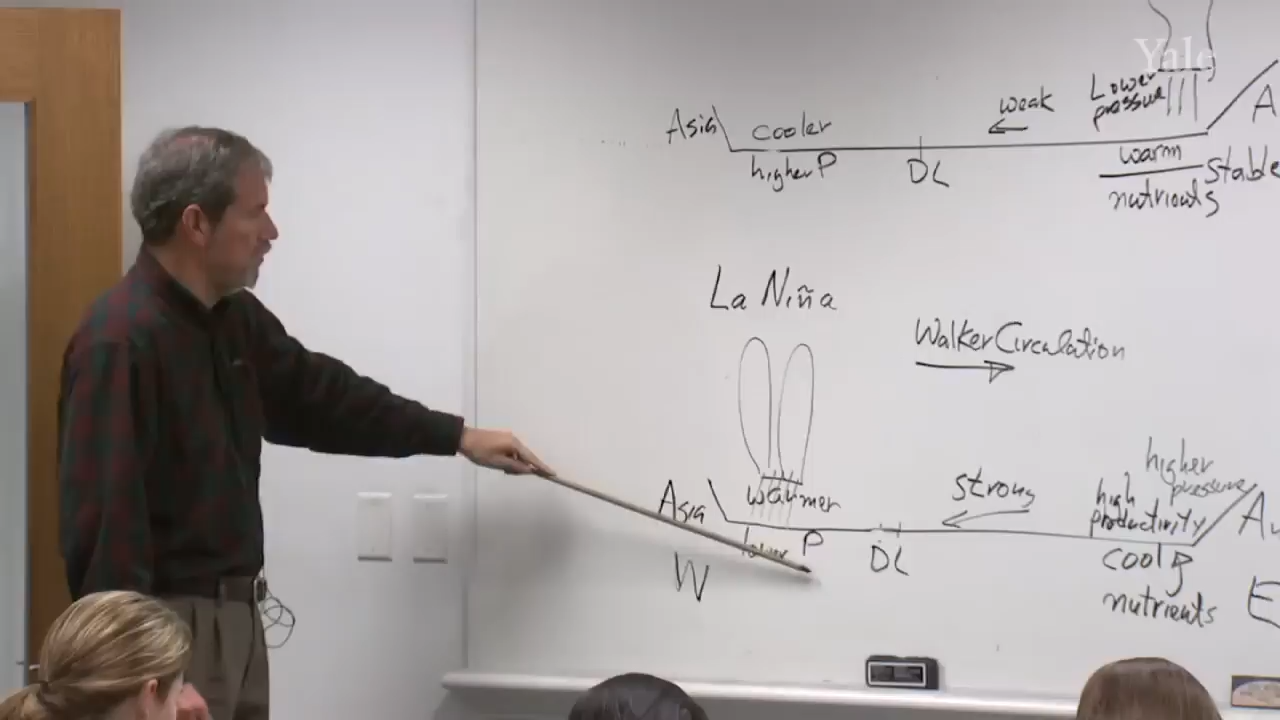 Yale
Lower
pressure
weak
Asia
cooler
A
higher P
DL
warm
Stable
nutrients
La Niña
Walker Circulation
higher
pressure
strong
high
productivity
Asia
warmer
A
lower P
DL
cool
W
nutrients
E